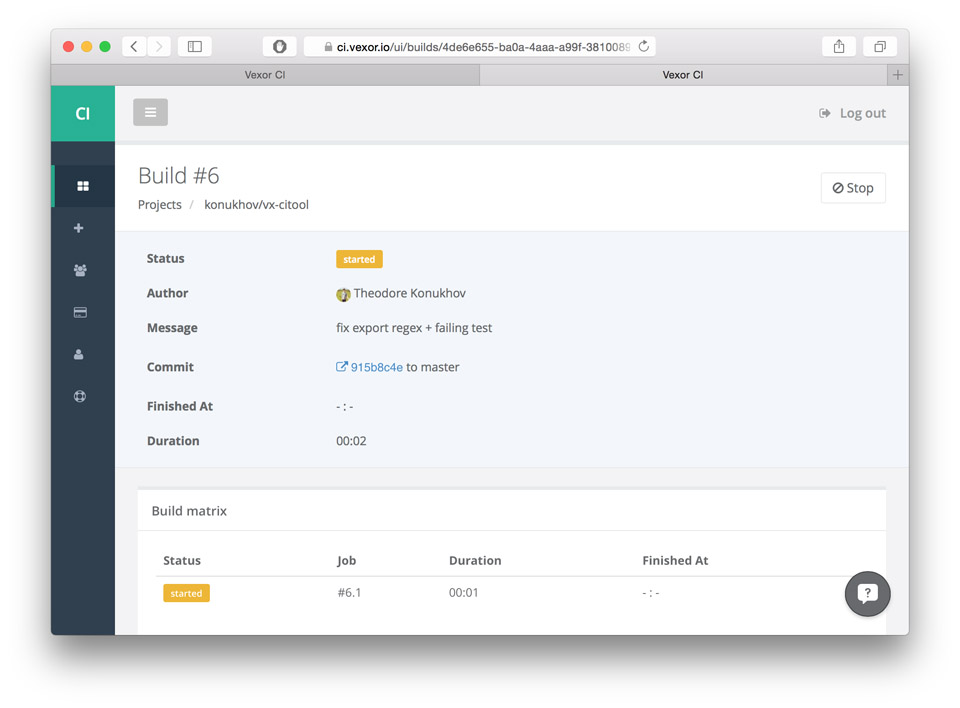 ci.vexor.io/ui/builds/4de6e655-ba0a-4aaa-a99f-3810089
Vexor CI
Vexor CI
CI
Log out
Build #6
Projects / konukhov/vx-citool
Stop
Status started
Author Theodore Konukhov
Message fix export regex + failing test
Commit 915b8c4e to master
Finished At - : -
Duration 00:02
Build matrix
Status Job Duration Finished At
started #6.1 00:01 - : -